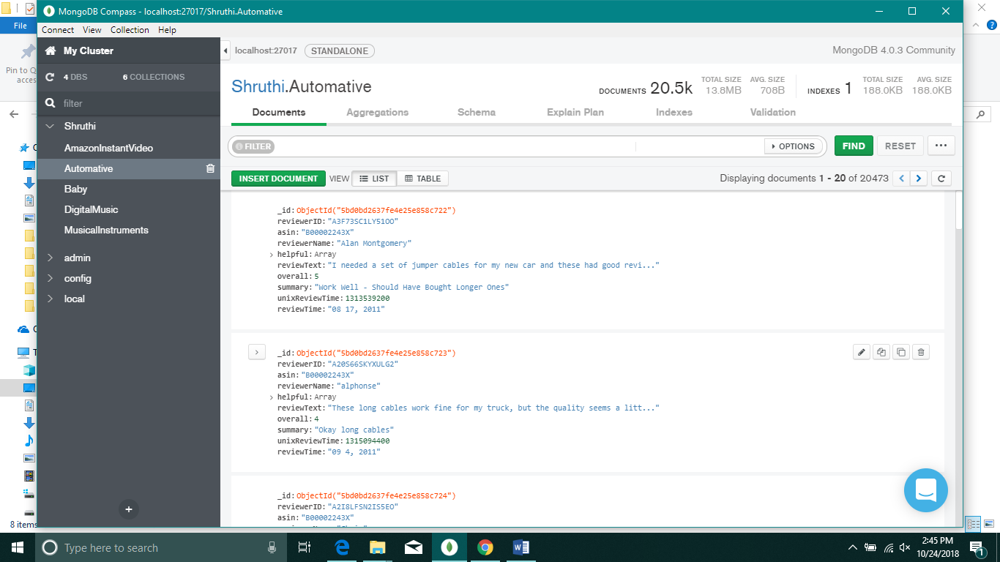 MongoDB Compass - localhost:27017/Shruthi.Automative
File
Connect View Collection Help
Pin to Q
acces
My Cluster
4 DBS 6 COLLECTIONS
filter
Shruthi
AmazonInstantVideo
Automative
Baby
DigitalMusic
MusicalInstruments
admin
config
local
localhost:27017 STANDALONE MongoDB 4.0.3 Community
Shruthi.Automative
DOCUMENTS 20.5k TOTAL SIZE 13.8MB AVG. SIZE 708B INDEXES 1 TOTAL SIZE 188.0KB AVG. SIZE 188.0KB
Documents Aggregations Schema Explain Plan Indexes Validation
FILTER OPTIONS FIND RESET ...
INSERT DOCUMENT VIEW LIST TABLE Displaying documents 1 - 20 of 20473
_id: ObjectId("5bd0bd2637fe4e25e858c722")
reviewerID: "A3F73SC1LY51OO"
asin: "B00002243X"
reviewerName: "Alan Montgomery"
helpful: Array
reviewText: "I needed a set of jumper cables for my new car and these had good revi..."
overall: 5
summary: "Work Well - Should Have Bought Longer Ones"
unixReviewTime: 1313539200
reviewTime: "08 17, 2011"
_id: ObjectId("5bd0bd2637fe4e25e858c723")
reviewerID: "A20S66SKYXULG2"
asin: "B00002243X"
reviewerName: "alphonse"
helpful: Array
reviewText: "These long cables work fine for my truck, but the quality seems a litt..."
overall: 4
summary: "Okay long cables"
unixReviewTime: 1315094400
reviewTime: "09 4, 2011"
_id: ObjectId("5bd0bd2637fe4e25e858c724")
reviewerID: "A2I8LFSN2IS5EO"
asin: "B00002243X"
8 items
Type here to search
2:45 PM
10/24/2018
1